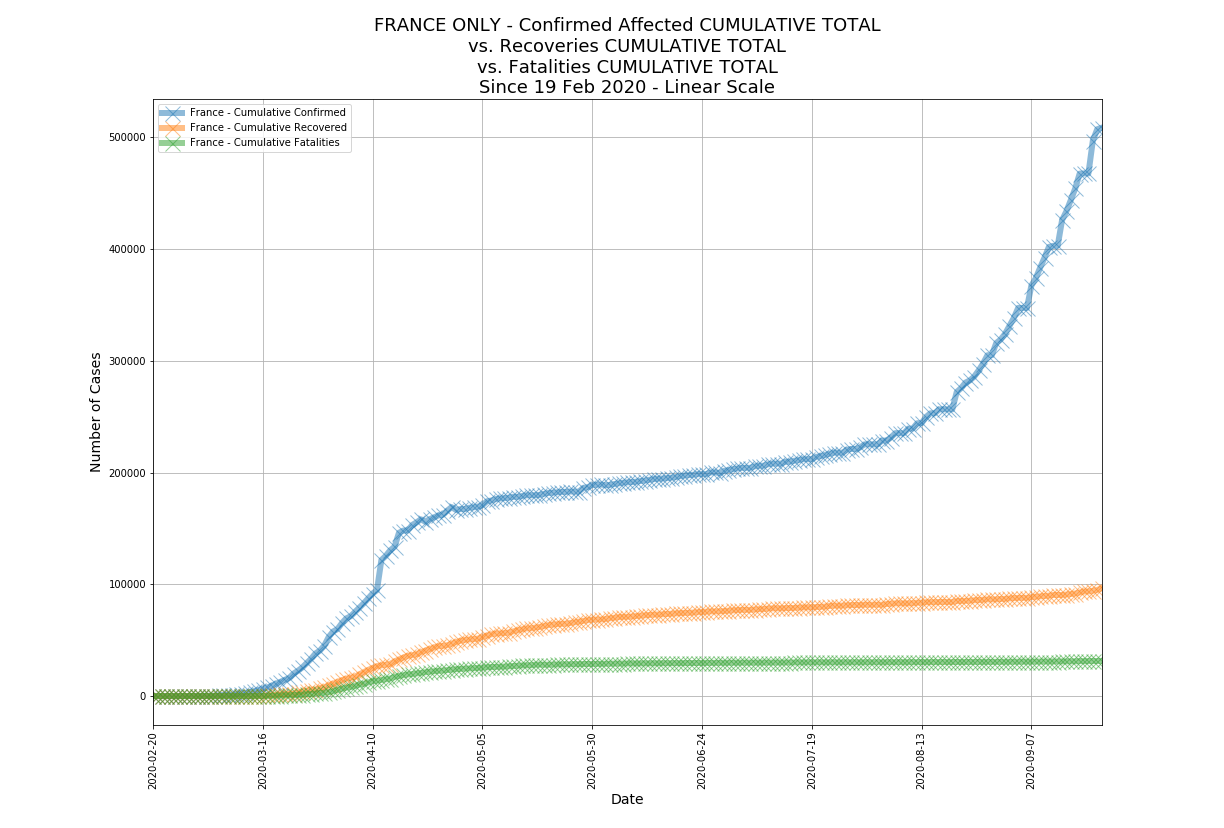 FRANCE ONLY - Confirmed Affected CUMULATIVE TOTAL
vs. Recoveries CUMULATIVE TOTAL
vs. Fatalities CUMULATIVE TOTAL
Since 19 Feb 2020 - Linear Scale
France - Cumulative Confirmed
France - Cumulative Recovered
France - Cumulative Fatalities
Number of Cases
500000
400000
300000
200000
100000
0
2020-02-20
2020-03-16
2020-04-10
2020-05-05
2020-05-30
2020-06-24
2020-07-19
2020-08-13
2020-09-07
Date